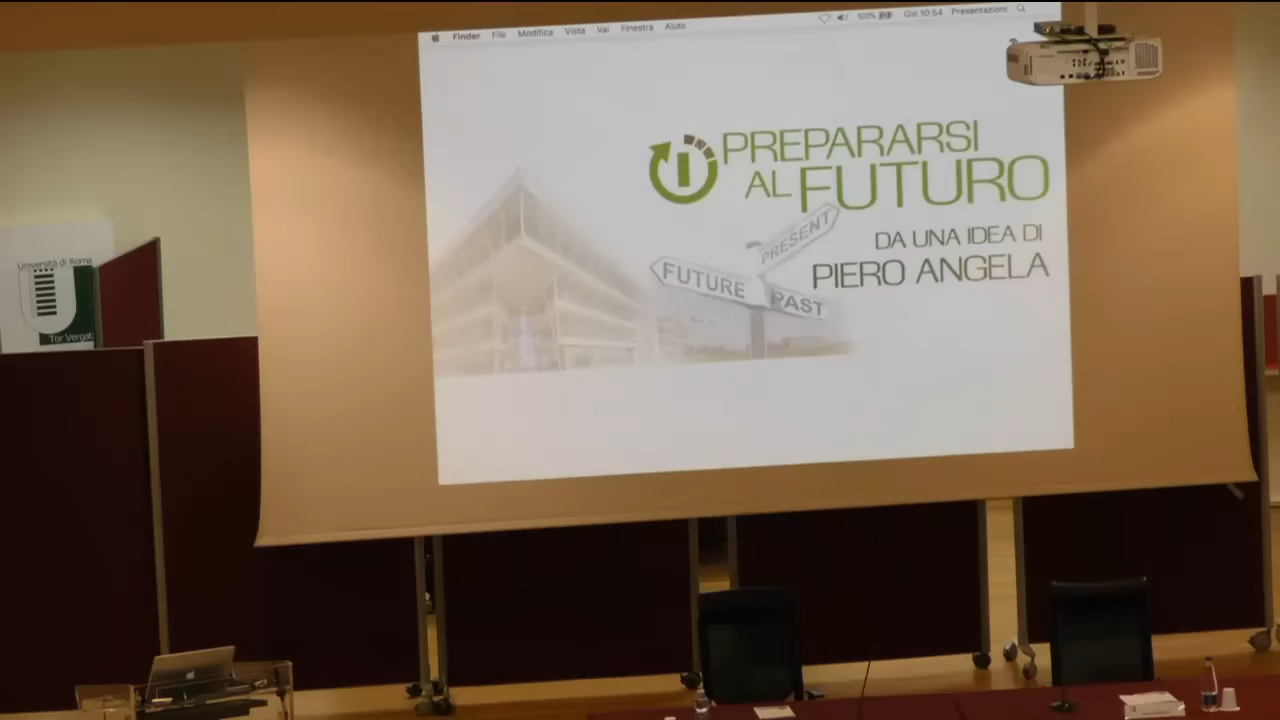 Finder File Modifica Vista Vai Finestra Aiuto 100% Gio 10:54 Presentazioni
PREPARARSI
AL FUTURO
DA UNA IDEA DI
PIERO ANGELA
PRESENT
FUTURE
PAST
Università di Roma
Tor Vergata